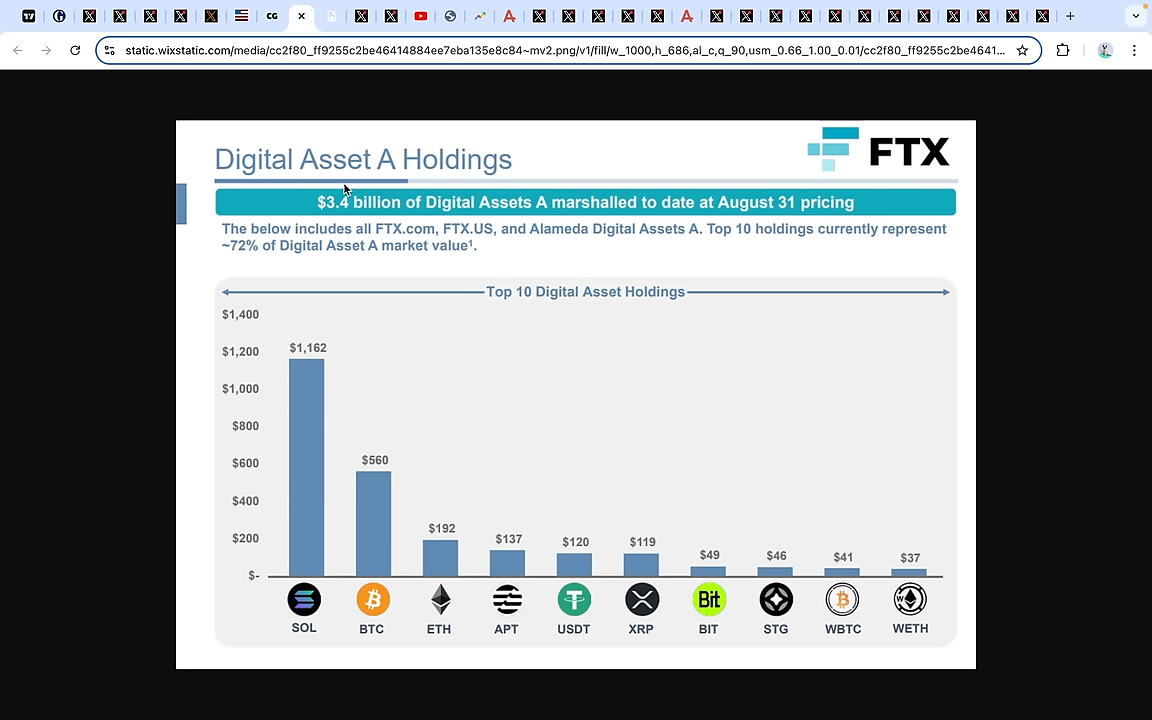 CG
static.wixstatic.com/media/cc2f80_ff9255c2be46414884ee7eba135e8c84~mv2.png/v1/fill/w_1000,h_686,al_c,q_90,usm_0.66_1.00_0.01/cc2f80_ff9255c2be4641...
Digital Asset A Holdings
FTX
$3.4 billion of Digital Assets A marshalled to date at August 31 pricing
The below includes all FTX.com, FTX.US, and Alameda Digital Assets A. Top 10 holdings currently represent
~72% of Digital Asset A market value¹.
Top 10 Digital Asset Holdings
$1,400
$1,200
$1,000
$800
$600
$400
$200
$-
$1,162
$560
$192
$137
$120
$119
$49
$46
$41
$37
Bit
W
SOL
BTC
ETH
APT
USDT
XRP
BIT
STG
WBTC
WETH